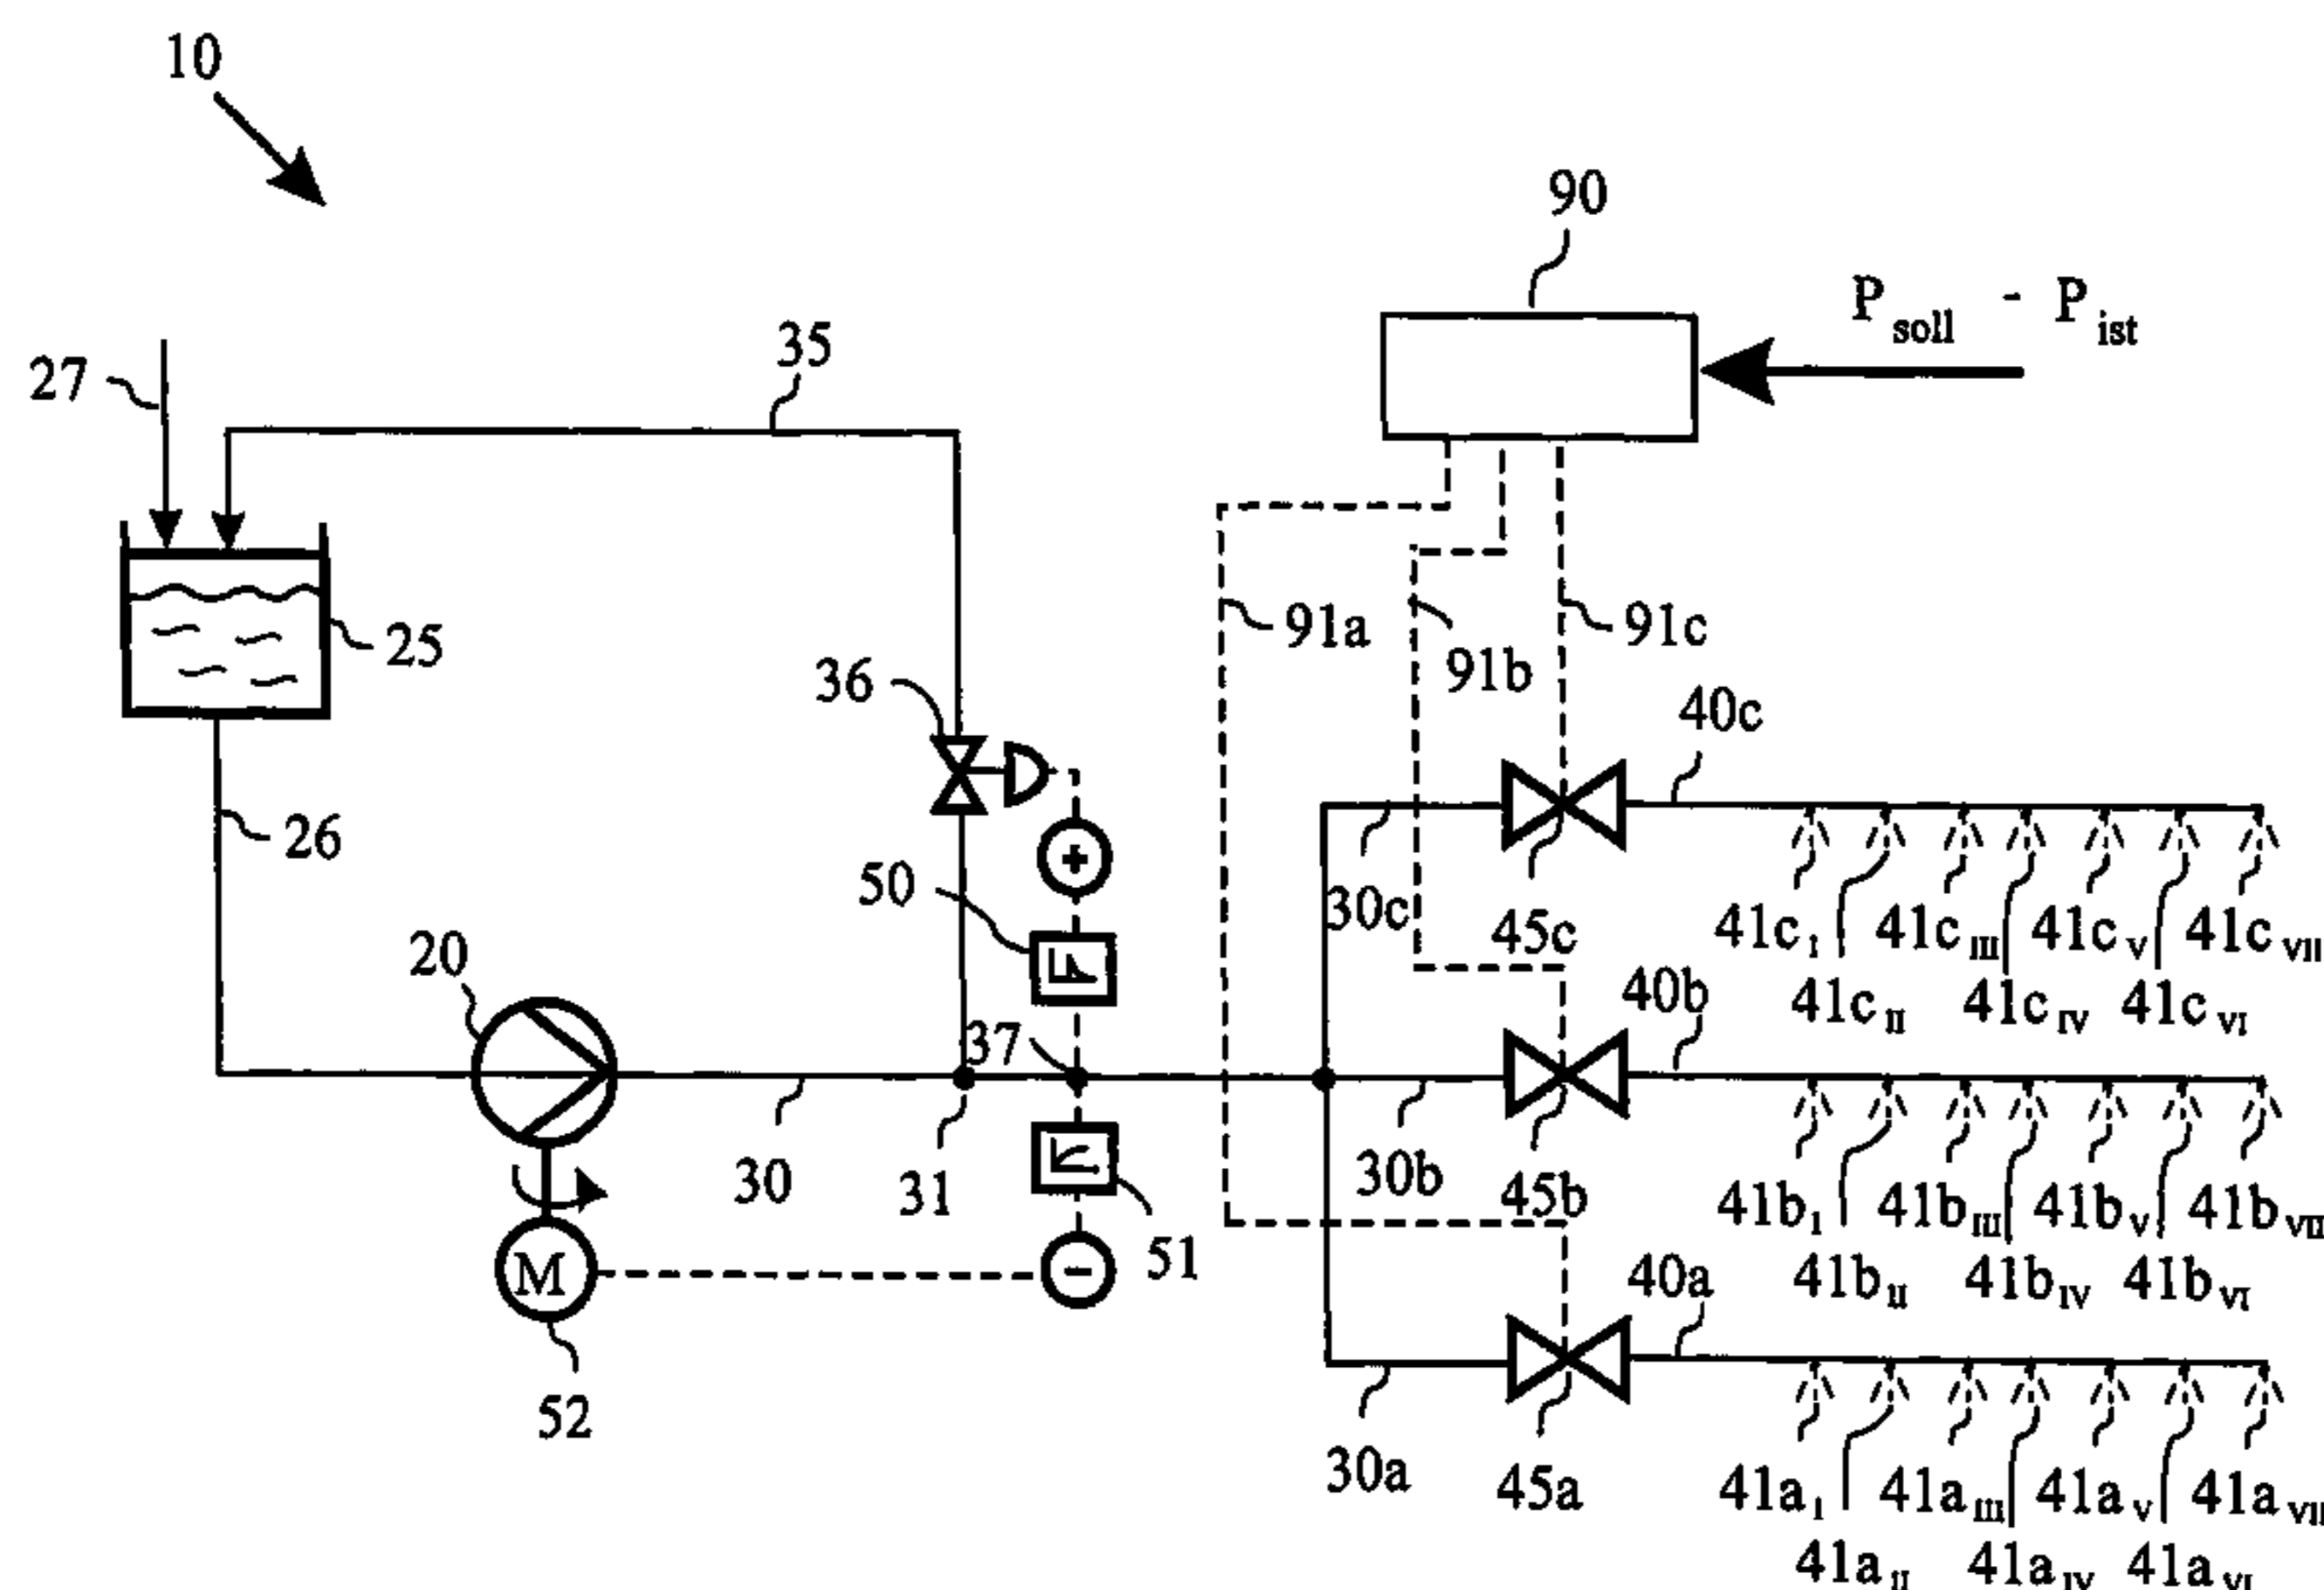 10
90
P soll - P ist
27
35
25
91a
91b
91c
36
40c
26
50
30c
45c
41c I
41c III
41c V
41c VII
20
37
40b
41c II
41c IV
41c VI
+
30
31
30b
45b
41b I
41b III
41b V
41b VII
M
-
51
40a
41b II
41b IV
41b VI
52
30a
45a
41a I
41a III
41a V
41a VII
41a II
41a IV
41a VI